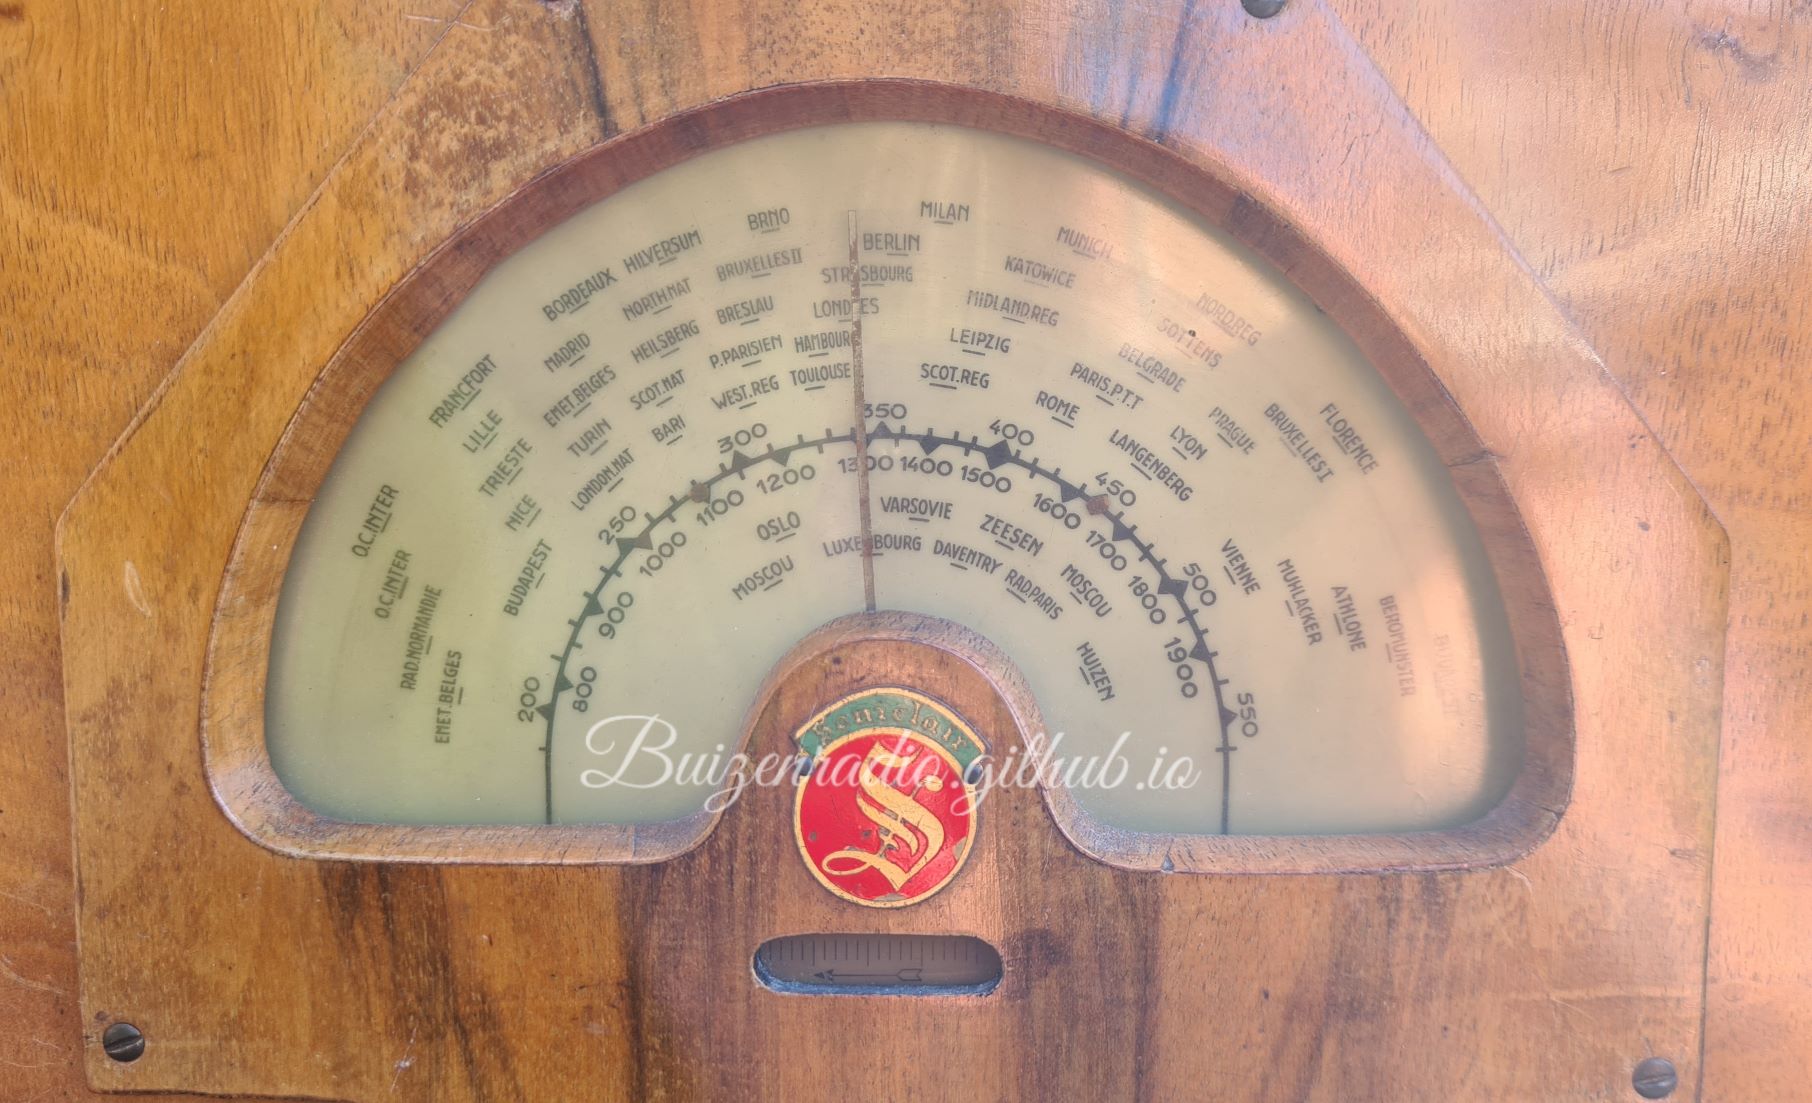 MILAN
BRNO
BERLIN
MUNICH
HILVERSUM
BRUXELLES II
STRASBOURG
KATOWICE
BORDEAUX
NORTH.NAT
BRESLAU
LONDRES
MIDLAND REG
NORD.REG
MADRID
HEILSBERG
P.PARISIEN
HAMBOURG
LEIPZIG
SOTTENS
FRANCFORT
EMET.BELGES
SCOT.NAT
WEST.REG
TOULOUSE
SCOT.REG
PARIS.P.T.T
BELGRADE
LILLE
TURIN
BARI
ROME
LYON
PRAGUE
BRUXELLES I
FLORENCE
TRIESTE
LONDON.NAT
LANGENBERG
O.C.INTER
NICE
O.C.INTER
BUDAPEST
VIENNE
MUHLACKER
ATHLONE
BEROMUNSTER
RAD.NORMANDIE
EMET.BELGES
200 250 300 350 400 450 500 550
800 900 1000 1100 1200 1300 1400 1500 1600 1700 1800 1900
OSLO
VARSOVIE
ZEESEN
MOSCOU
LUXEMBOURG
DAVENTRY
RAD.PARIS
MOSCOU
HUIZEN
Soniclair
S
Buizenradio.github.io